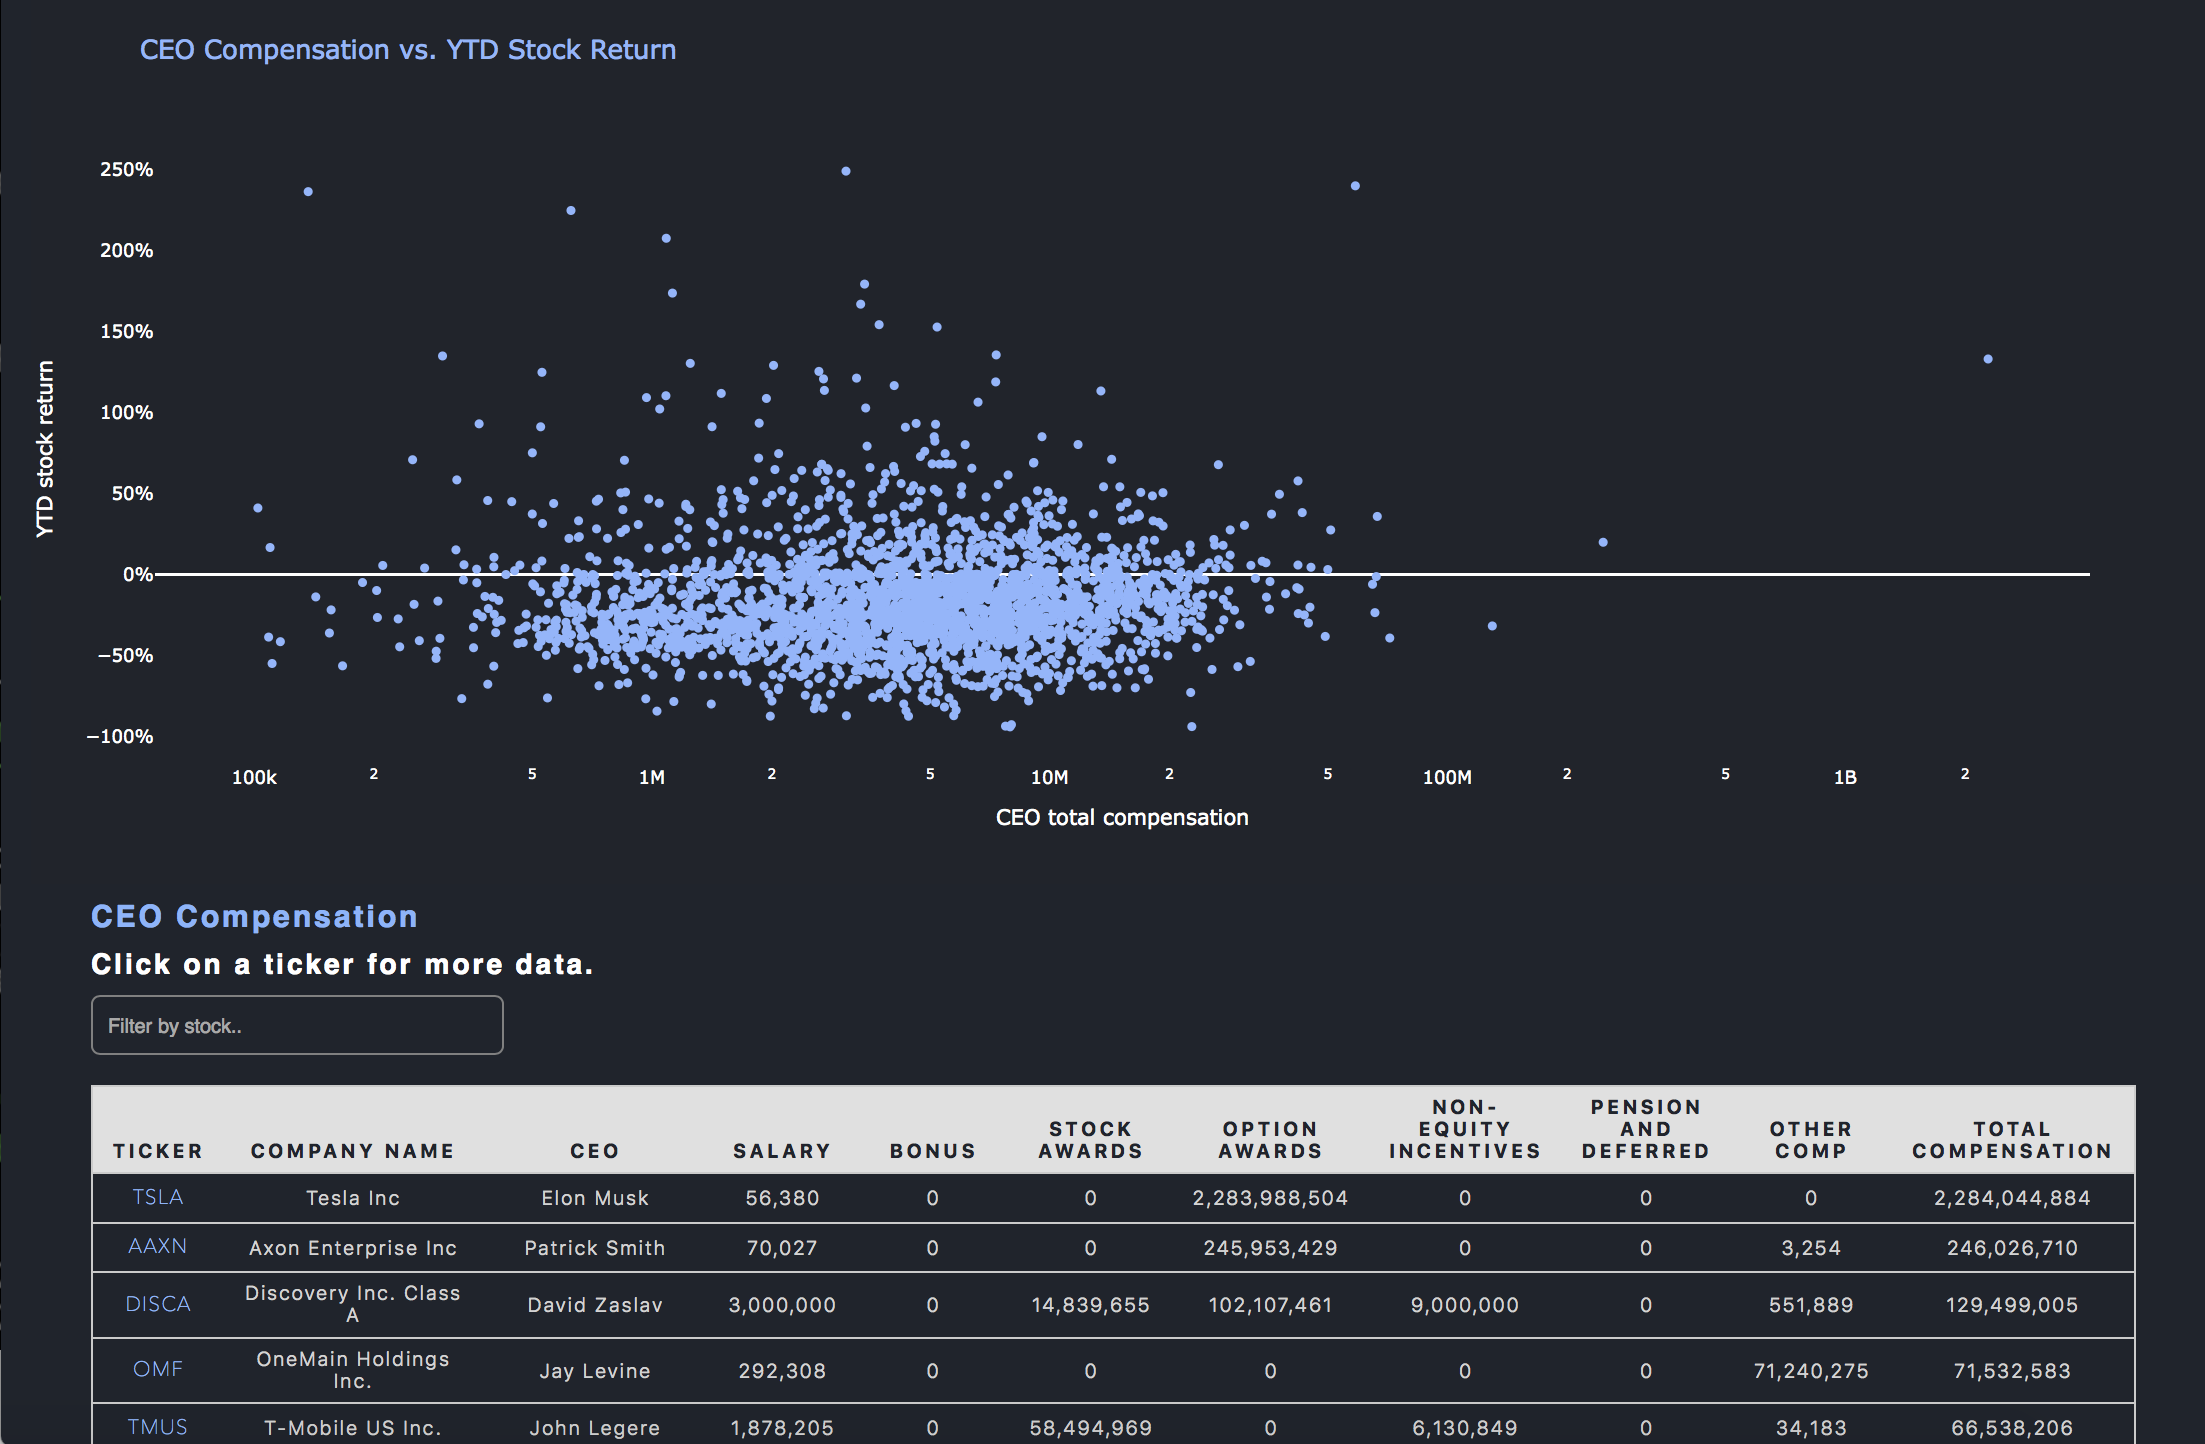 CEO Compensation vs. YTD Stock Return
250%
200%
150%
100%
50%
0%
−50%
−100%
YTD stock return
100k 2 5 1M 2 5 10M 2 5 100M 2 5 1B 2
CEO total compensation
CEO Compensation
Click on a ticker for more data.
Filter by stock..
TICKER COMPANY NAME CEO SALARY BONUS STOCK AWARDS OPTION AWARDS NON-EQUITY INCENTIVES PENSION AND DEFERRED OTHER COMP TOTAL COMPENSATION
TSLA Tesla Inc Elon Musk 56,380 0 0 2,283,988,504 0 0 0 2,284,044,884
AAXN Axon Enterprise Inc Patrick Smith 70,027 0 0 245,953,429 0 0 3,254 246,026,710
DISCA Discovery Inc. Class A David Zaslav 3,000,000 0 14,839,655 102,107,461 9,000,000 0 551,889 129,499,005
OMF OneMain Holdings Inc. Jay Levine 292,308 0 0 0 0 0 71,240,275 71,532,583
TMUS T-Mobile US Inc. John Legere 1,878,205 0 58,494,969 0 6,130,849 0 34,183 66,538,206